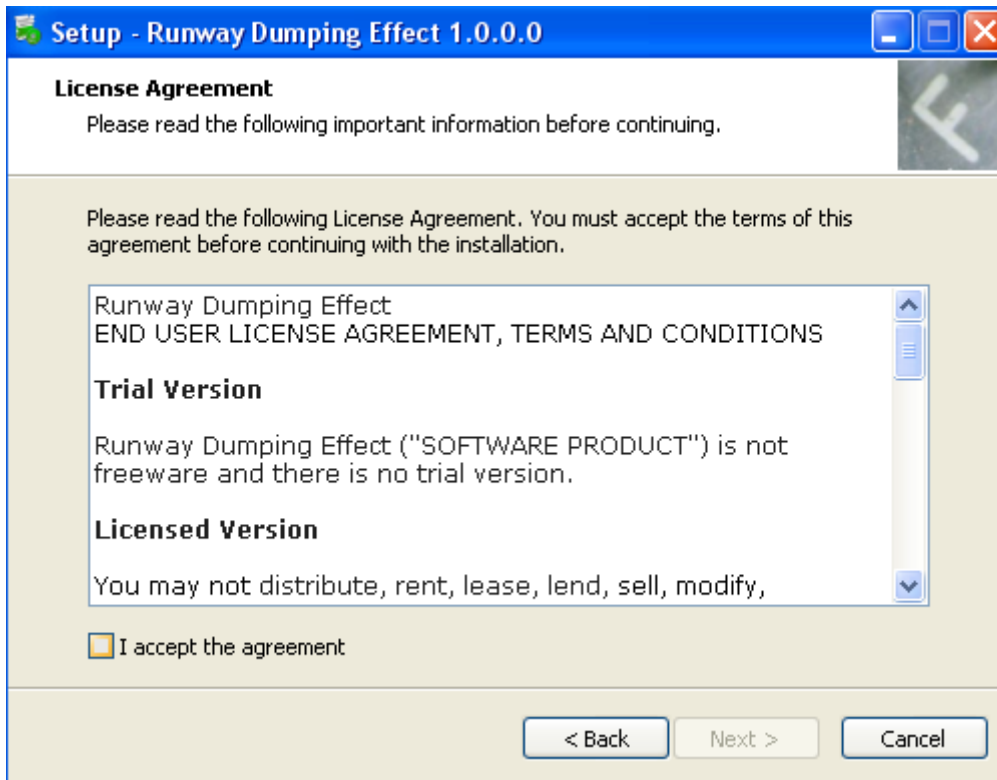 Setup - Runway Dumping Effect 1.0.0.0
License Agreement
Please read the following important information before continuing.
Please read the following License Agreement. You must accept the terms of this
agreement before continuing with the installation.
Runway Dumping Effect
END USER LICENSE AGREEMENT, TERMS AND CONDITIONS
Trial Version
Runway Dumping Effect ("SOFTWARE PRODUCT") is not
freeware and there is no trial version.
Licensed Version
You may not distribute, rent, lease, lend, sell, modify,
I accept the agreement
< Back
Next >
Cancel